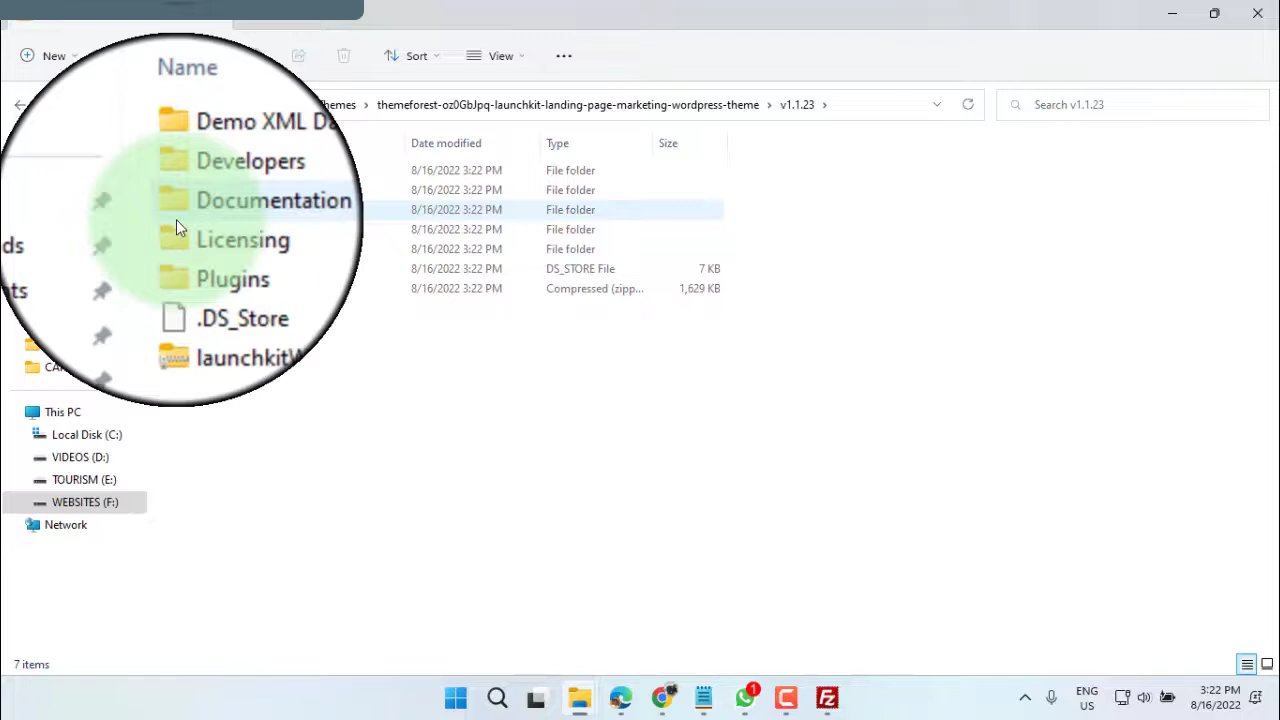 New
Sort
View
hemes > themeforest-oz0GbJpq-launchkit-landing-page-marketing-wordpress-theme > v1.1.23 >
Search v1.1.23
Name
Date modified
Type
Size
Demo XML Da
8/16/2022 3:22 PM
File folder
Developers
8/16/2022 3:22 PM
File folder
Documentation
8/16/2022 3:22 PM
File folder
Licensing
8/16/2022 3:22 PM
File folder
Plugins
8/16/2022 3:22 PM
File folder
.DS_Store
8/16/2022 3:22 PM
DS_STORE File
7 KB
launchkitW
8/16/2022 3:22 PM
Compressed (zipp...
1,629 KB
ds
nts
CA
This PC
Local Disk (C:)
VIDEOS (D:)
TOURISM (E:)
WEBSITES (F:)
Network
7 items
1
ENG
US
3:22 PM
8/16/2022